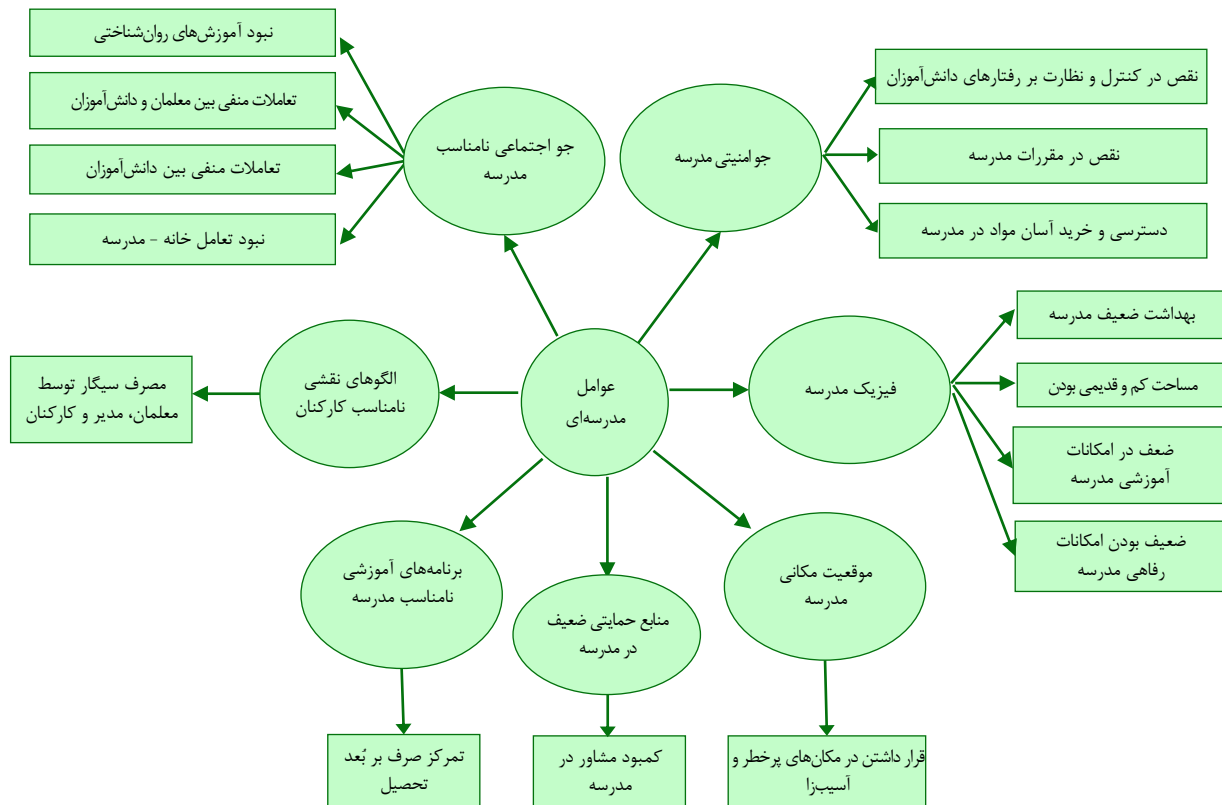 نقص در کنترل و نظارت بر رفتارهای دانش‌آموزان
نقص در مقررات مدرسه
دسترسی و خرید آسان مواد در مدرسه
جو امنیتی مدرسه
جو اجتماعی نامناسب
مدرسه
نبود آموزش‌های روان‌شناختی
تعاملات منفی بین معلمان و دانش‌آموزان
تعاملات منفی بین دانش‌آموزان
نبود تعامل خانه - مدرسه
بهداشت ضعیف مدرسه
مساحت کم و قدیمی بودن
ضعف در امکانات
آموزشی مدرسه
ضعیف بودن امکانات
رفاهی مدرسه
فیزیک مدرسه
عوامل
مدرسه‌ای
الگوهای نقشی
نامناسب کارکنان
مصرف سیگار توسط
معلمان، مدیر و کارکنان
موقعیت مکانی
مدرسه
منابع حمایتی ضعیف
در مدرسه
برنامه‌های آموزشی
نامناسب مدرسه
قرار داشتن در مکان‌های پرخطر و
آسیب‌زا
کمبود مشاور در
مدرسه
تمرکز صرف بر بُعد
تحصیل